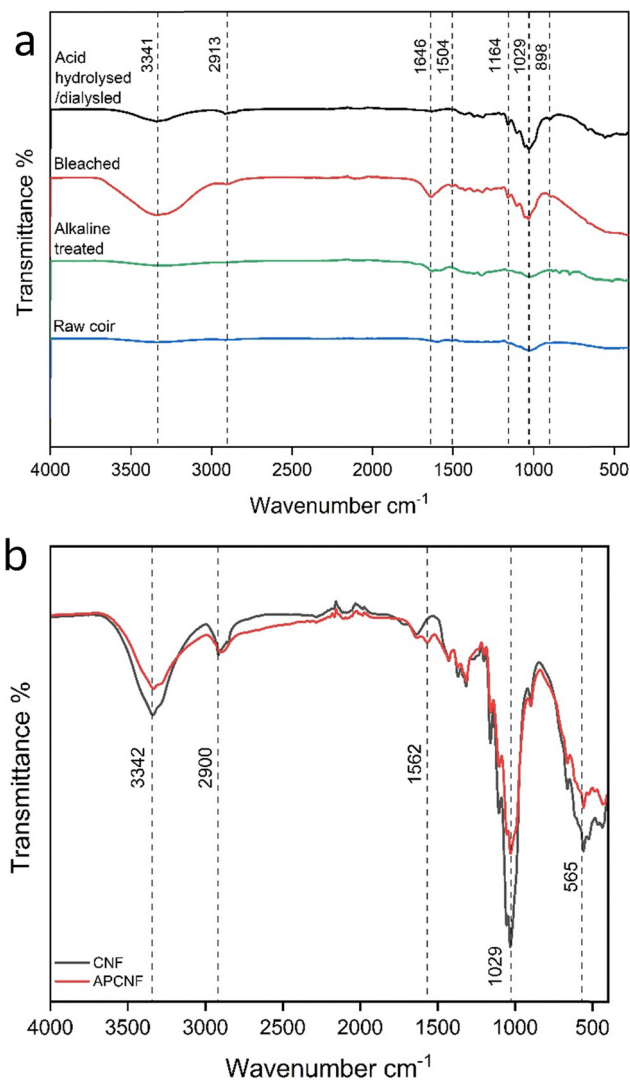 a
Acid
hydrolysed
/dialysled
3341
2913
1646
1504
1164
1029
898
Bleached
Alkaline
treated
Raw coir
Transmittance %
4000 3500 3000 2500 2000 1500 1000 500
Wavenumber cm-1
b
Transmittance %
3342
2900
1562
1029
565
CNF
APCNF
4000 3500 3000 2500 2000 1500 1000 500
Wavenumber cm-1